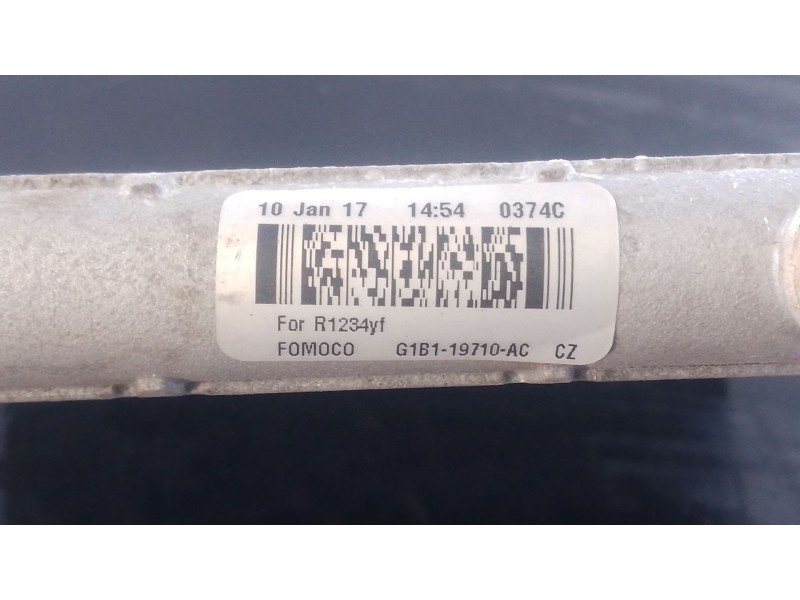 10 Jan 17 14:54 0374C
For R1234yf
FOMOCO G1B1-19710-AC CZ